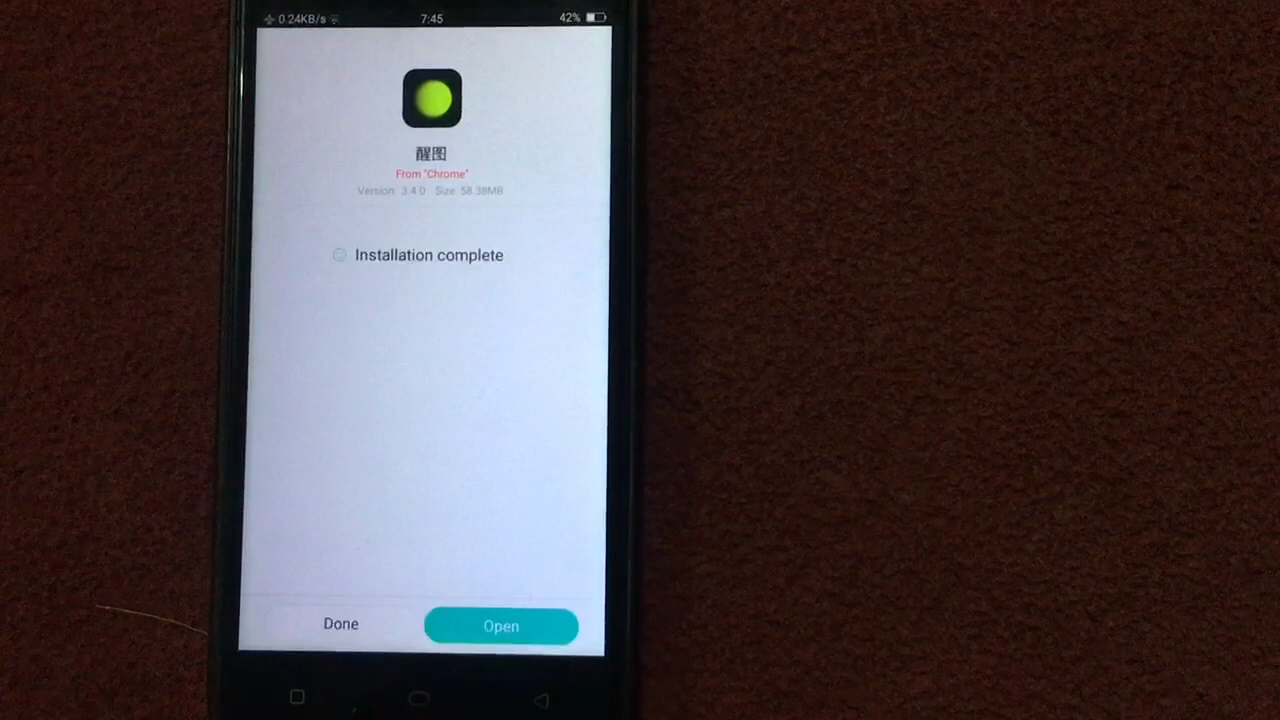 0.24KB/s 7:45 42%
醒图
From "Chrome"
Version: 3.4.0 Size: 58.38MB
Installation complete
Done Open